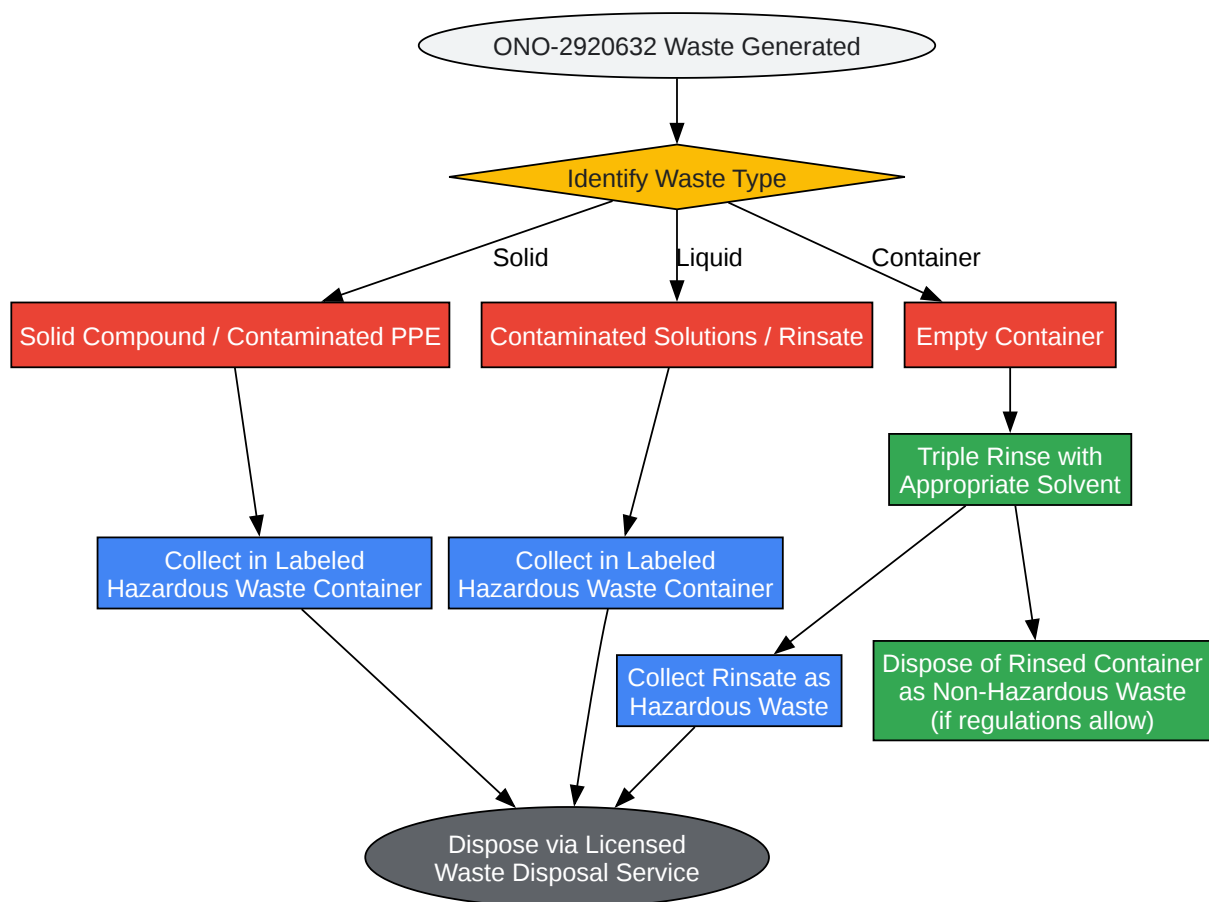 ONO-2920632 Waste Generated
Identify Waste Type
Solid
Liquid
Container
Solid Compound / Contaminated PPE
Contaminated Solutions / Rinsate
Empty Container
Triple Rinse with
Appropriate Solvent
Collect in Labeled
Hazardous Waste Container
Collect in Labeled
Hazardous Waste Container
Collect Rinsate as
Hazardous Waste
Dispose of Rinsed Container
as Non-Hazardous Waste
(if regulations allow)
Dispose via Licensed
Waste Disposal Service